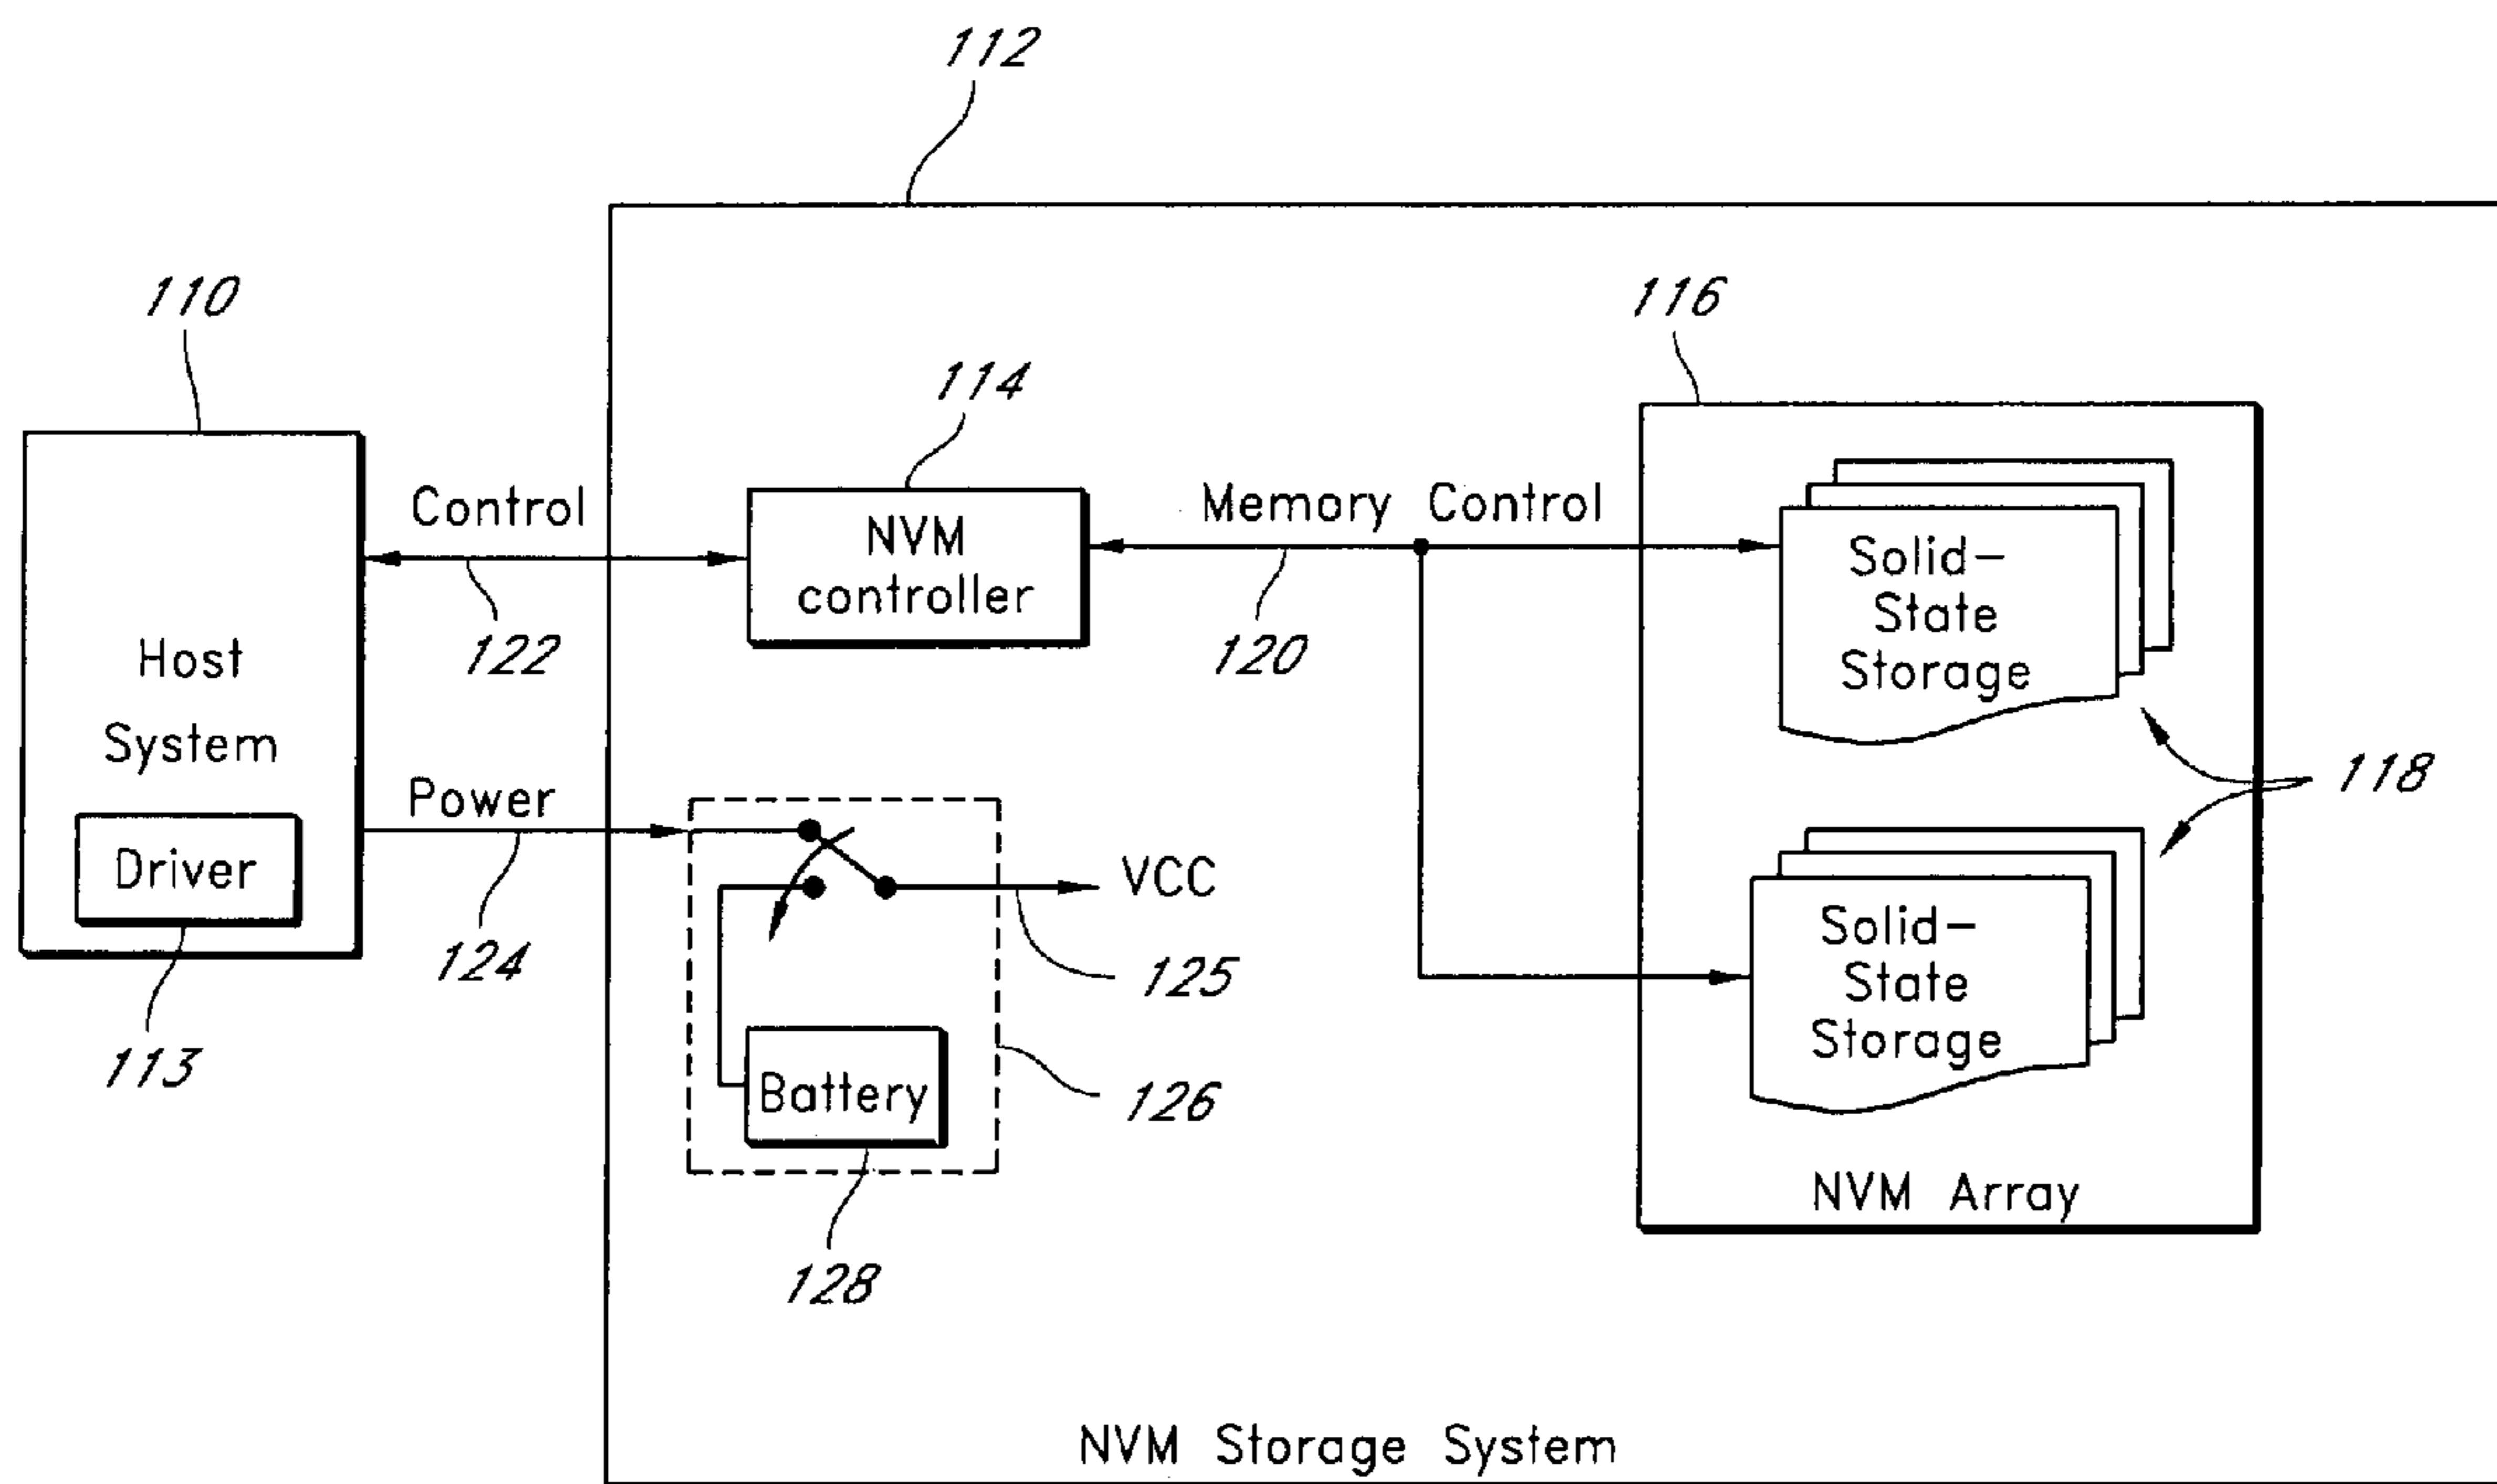 112
110
116
114
Control
NVM
controller
Memory Control
Solid-
State
Storage
122
120
Host
System
Power
118
Driver
VCC
124
125
Solid-
State
Storage
113
Battery
126
NVM Array
128
NVM Storage System